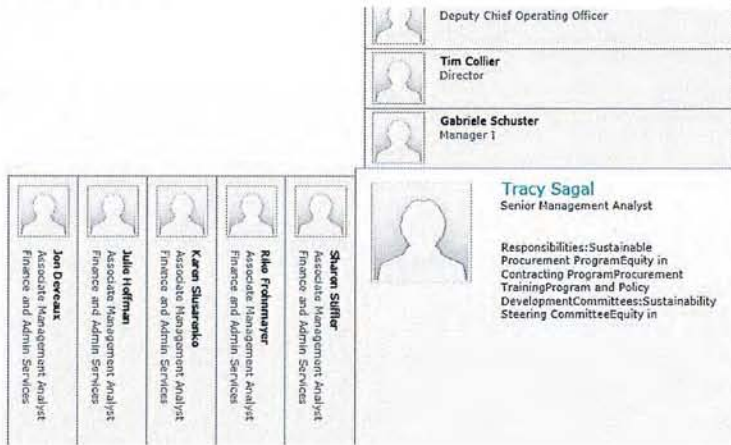 Deputy Chief Operating Officer
Tim Collier
Director
Gabriele Schuster
Manager 1
Tracy Sagal
Senior Management Analyst
Responsibilities:Sustainable
Procurement ProgramEquity in
Contracting ProgramProcurement
TrainingProgram and Policy
DevelopmentCommittees:Sustainability
Steering CommitteeEquity in
Jon Deveaux
Associate Management Analyst
Finance and Admin Services
Julie Hoffman
Associate Management Analyst
Finance and Admin Services
Karen Slusarenko
Associate Management Analyst
Finance and Admin Services
Riko Frohnmayer
Associate Management Analyst
Finance and Admin Services
Sharon Stiffler
Associate Management Analyst
Finance and Admin Services